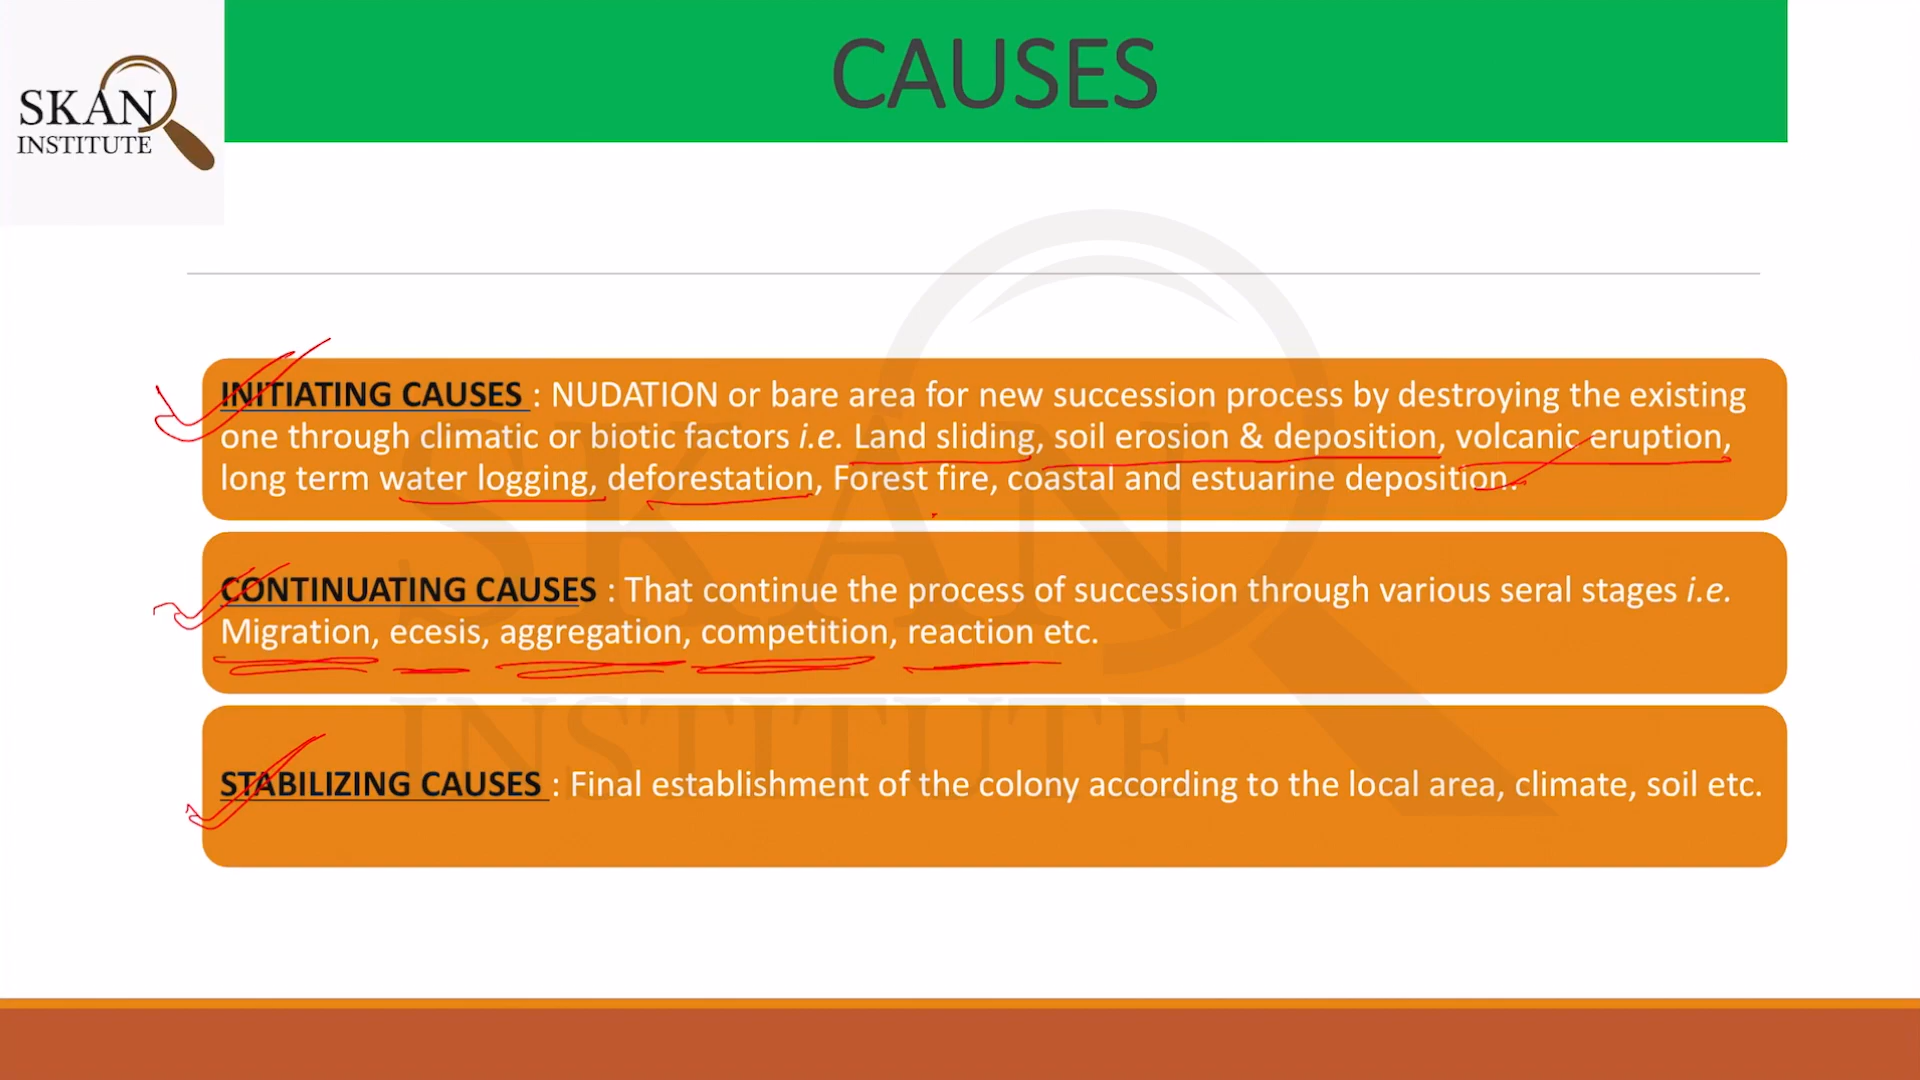 CAUSES
SKAN
INSTITUTE
INITIATING CAUSES : NUDATION or bare area for new succession process by destroying the existing
one through climatic or biotic factors i.e. Land sliding, soil erosion & deposition, volcanic eruption,
long term water logging, deforestation, Forest fire, coastal and estuarine deposition.
CONTINUATING CAUSES : That continue the process of succession through various seral stages i.e.
Migration, ecesis, aggregation, competition, reaction etc.
STABILIZING CAUSES : Final establishment of the colony according to the local area, climate, soil etc.
SKAN
INSTITUTE